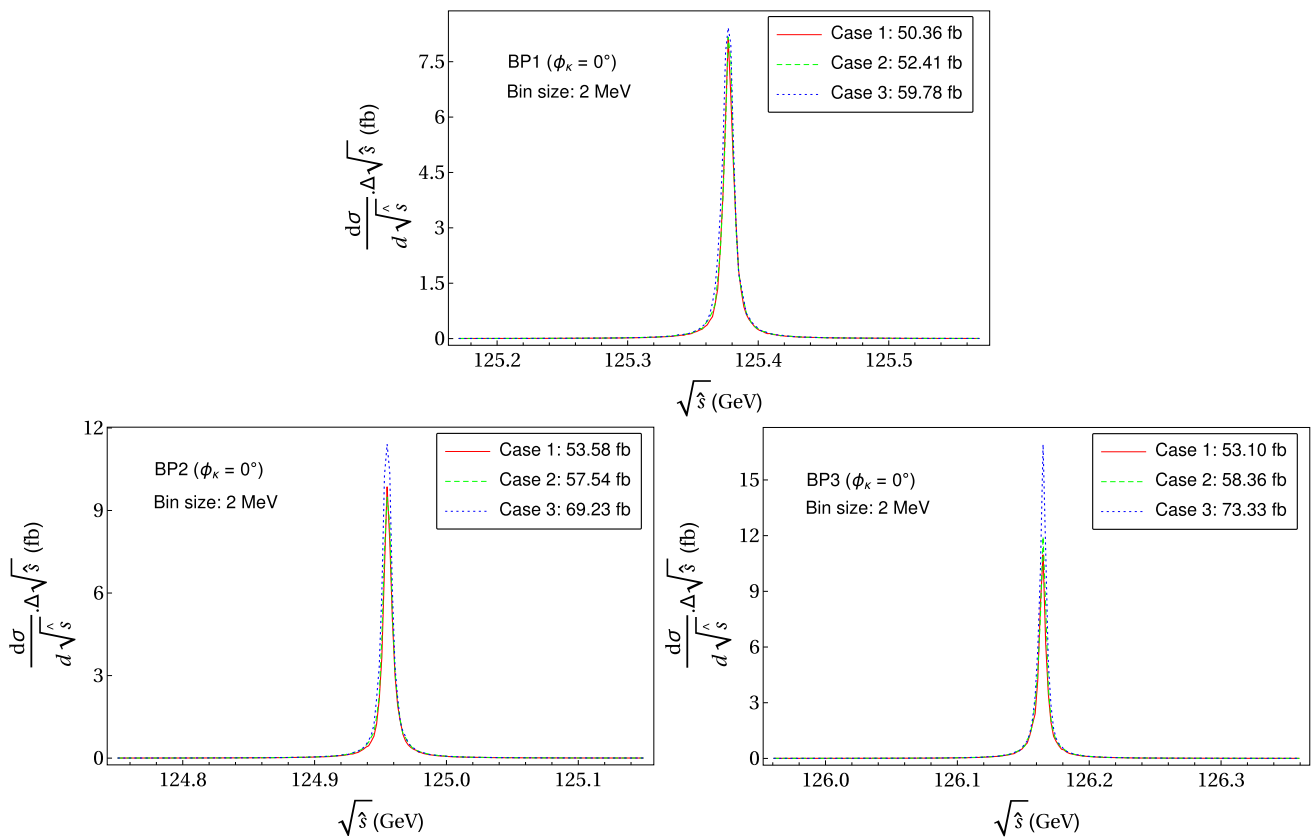 BP1 (ϕκ = 0°)
Bin size: 2 MeV
Case 1: 50.36 fb
Case 2: 52.41 fb
Case 3: 59.78 fb
7.5
6
4.5
3
1.5
0
dσ/d√ŝ .Δ√ŝ (fb)
125.2 125.3 125.4 125.5
√ŝ (GeV)
BP2 (ϕκ = 0°)
Bin size: 2 MeV
Case 1: 53.58 fb
Case 2: 57.54 fb
Case 3: 69.23 fb
12
9
6
3
0
dσ/d√ŝ .Δ√ŝ (fb)
124.8 124.9 125.0 125.1
√ŝ (GeV)
BP3 (ϕκ = 0°)
Bin size: 2 MeV
Case 1: 53.10 fb
Case 2: 58.36 fb
Case 3: 73.33 fb
15
12
9
6
3
0
dσ/d√ŝ .Δ√ŝ (fb)
126.0 126.1 126.2 126.3
√ŝ (GeV)